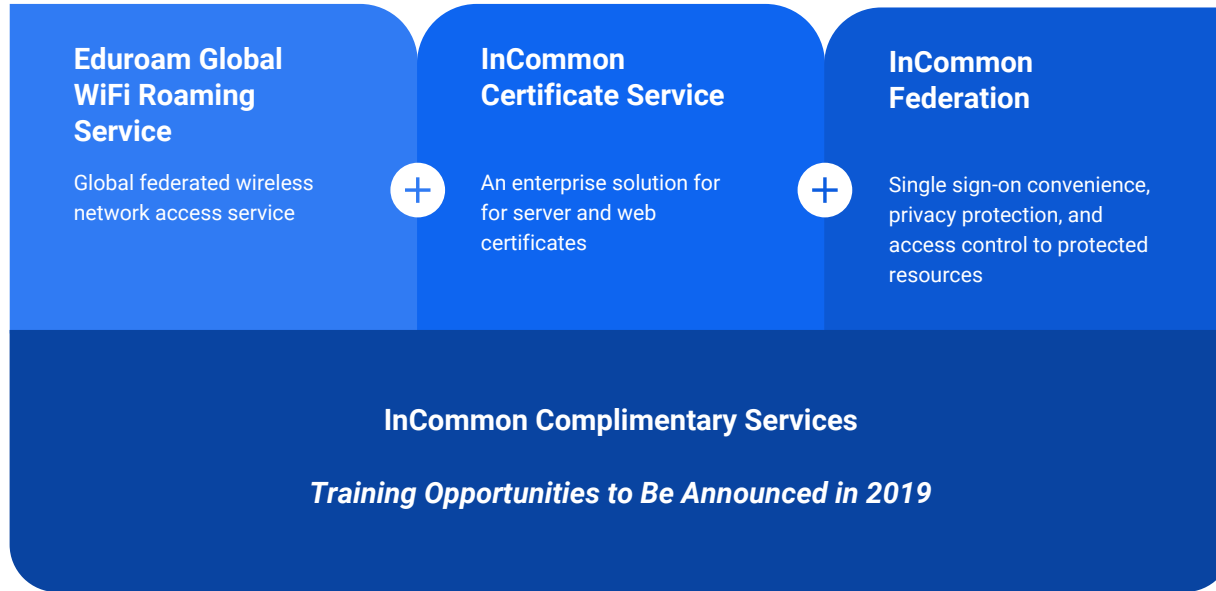 Eduroam Global
WiFi Roaming
Service
Global federated wireless
network access service
InCommon
Certificate Service
An enterprise solution for
for server and web
certificates
InCommon
Federation
Single sign-on convenience,
privacy protection, and
access control to protected
resources
InCommon Complimentary Services
Training Opportunities to Be Announced in 2019